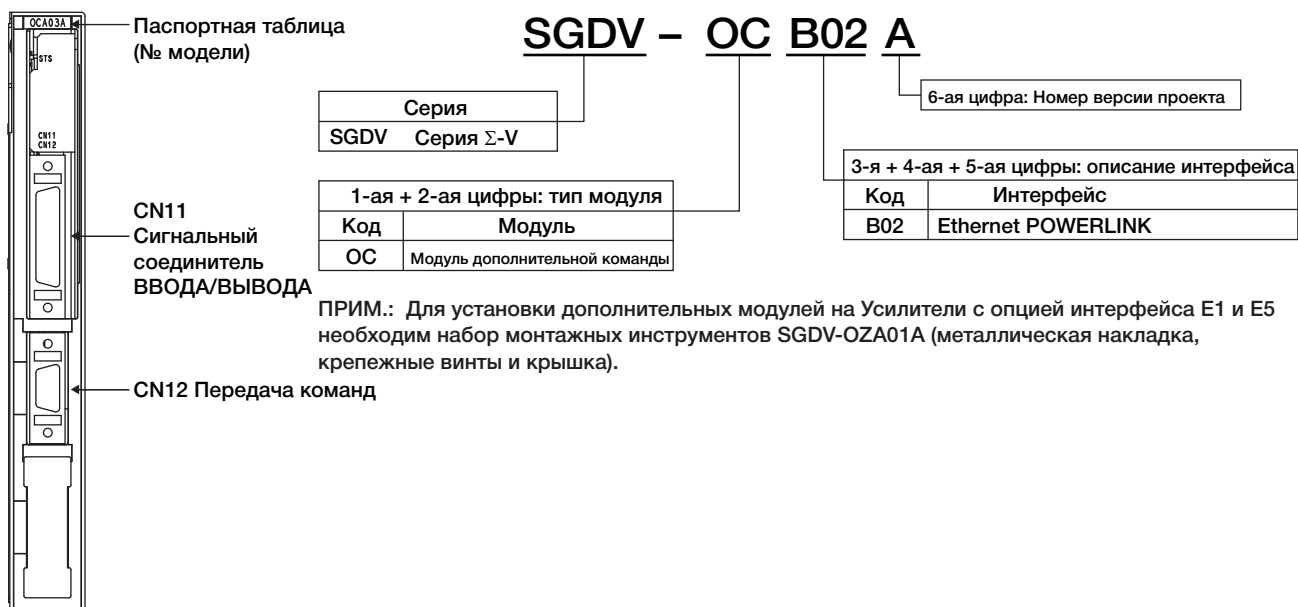 OCA03A
Паспортная таблица
(№ модели)
STS
CN11
CN12
CN11
Сигнальный
соединитель
ВВОДА/ВЫВОДА
CN12 Передача команд
SGDV – OC B02 A
6-ая цифра: Номер версии проекта
Серия
SGDV Серия Σ-V
3-я + 4-ая + 5-ая цифры: описание интерфейса
Код Интерфейс
B02 Ethernet POWERLINK
1-ая + 2-ая цифры: тип модуля
Код Модуль
OC Модуль дополнительной команды
ПРИМ.: Для установки дополнительных модулей на Усилители с опцией интерфейса E1 и E5
необходим набор монтажных инструментов SGDV-OZA01A (металлическая накладка,
крепежные винты и крышка).